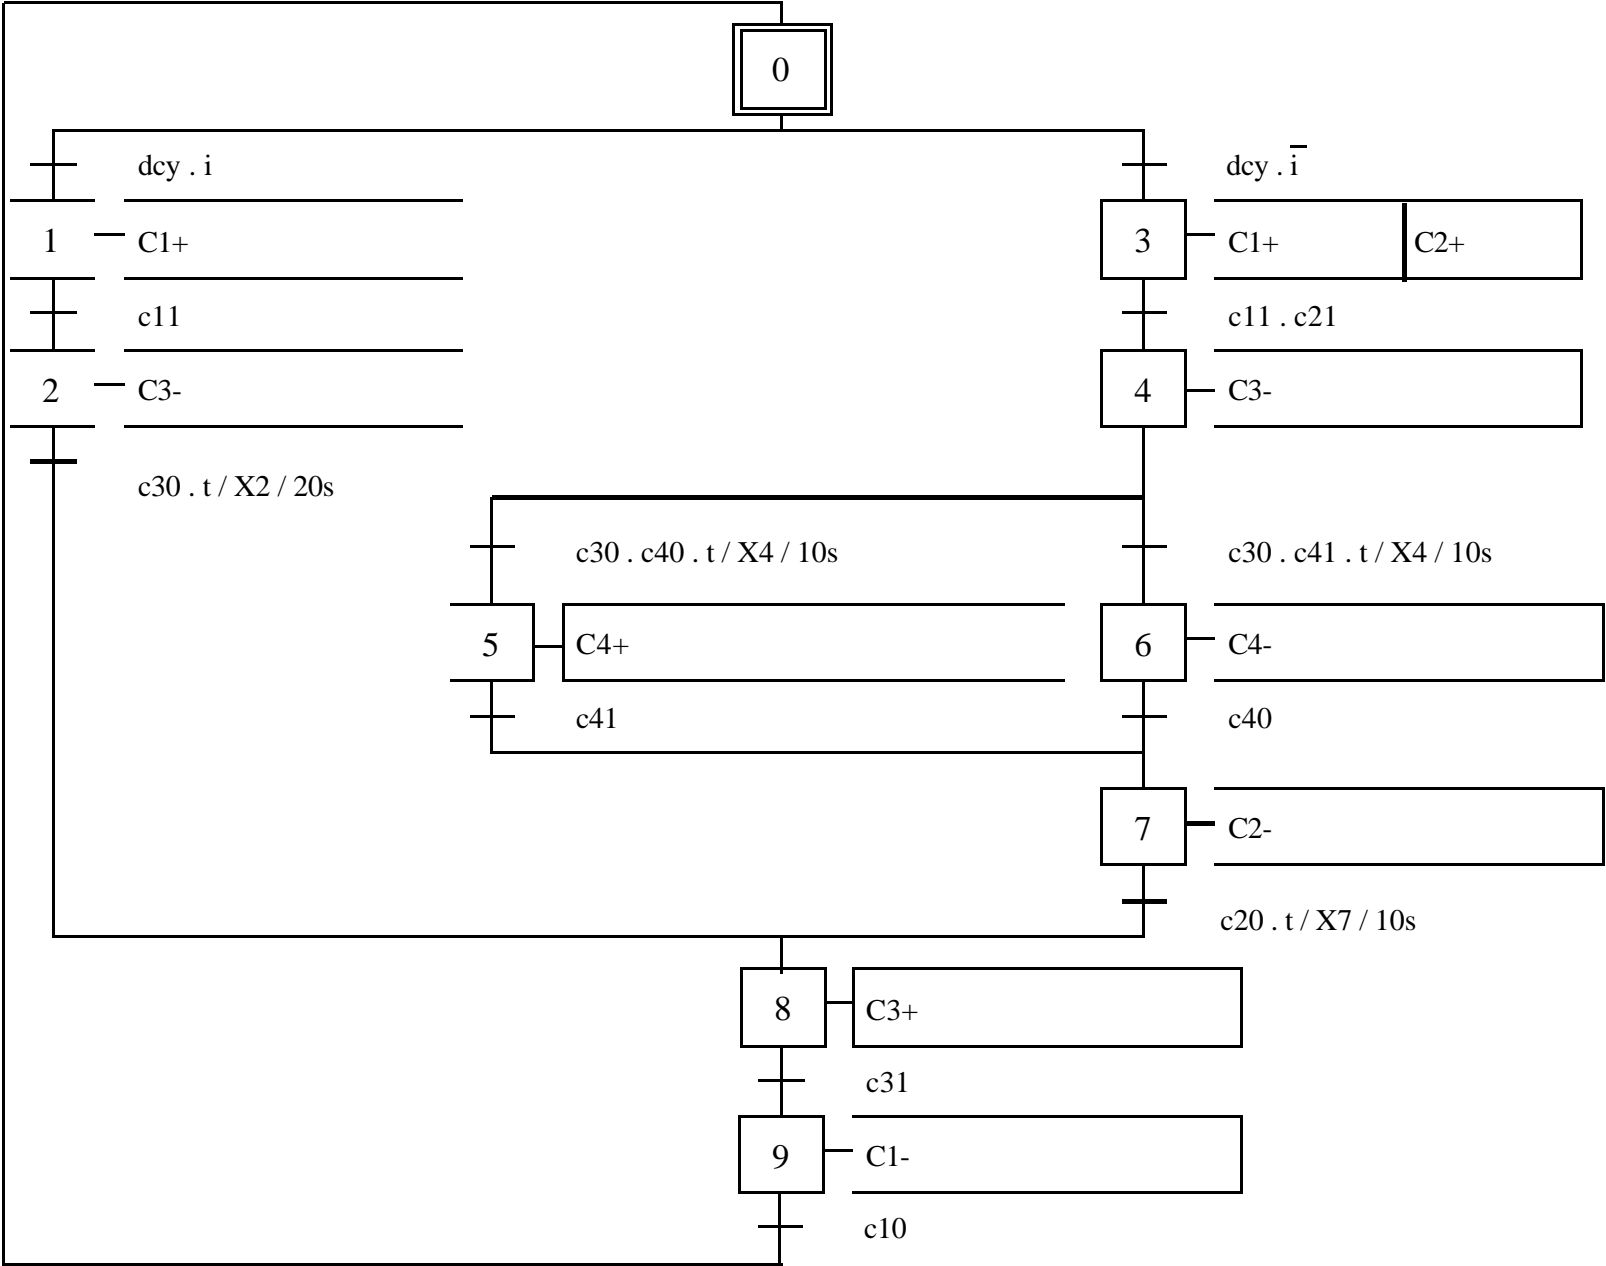 0
dcy . i
dcy . i̅
1
C1+
3
C1+
C2+
c11
c11 . c21
2
C3-
4
C3-
c30 . t / X2 / 20s
c30 . c40 . t / X4 / 10s
c30 . c41 . t / X4 / 10s
5
C4+
6
C4-
c41
c40
7
C2-
c20 . t / X7 / 10s
8
C3+
c31
9
C1-
c10